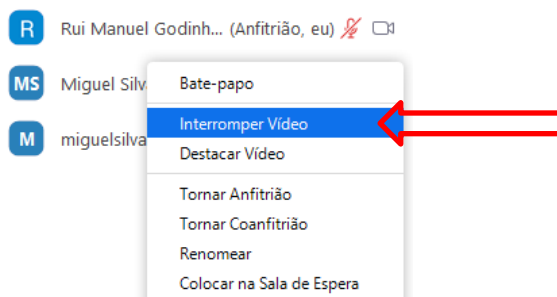 R Rui Manuel Godinh... (Anfitrião, eu)
MS Miguel Silv
M miguelsilva
Bate-papo
Interromper Vídeo
Destacar Vídeo
Tornar Anfitrião
Tornar Coanfitrião
Renomear
Colocar na Sala de Espera